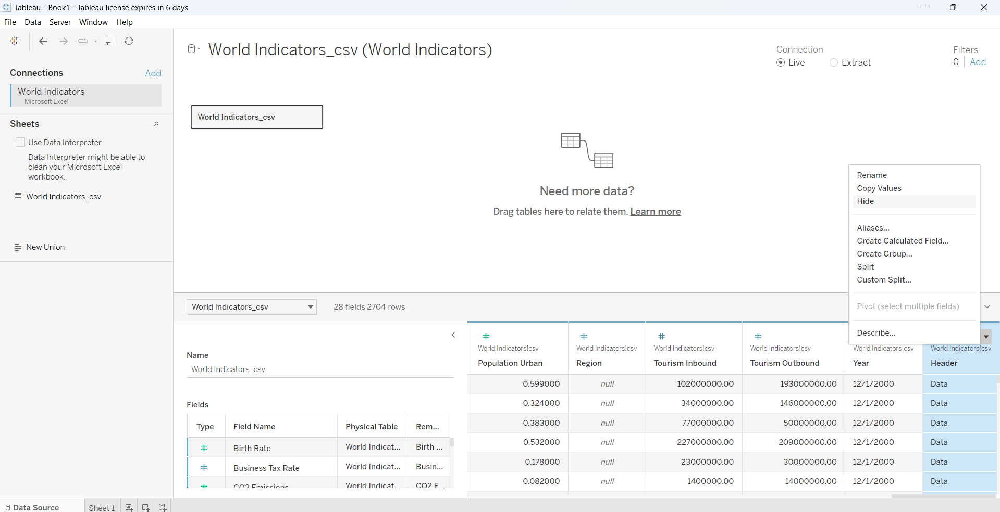 Tableau - Book1 - Tableau license expires in 6 days
File Data Server Window Help
World Indicators_csv (World Indicators)
Connection
Live Extract
Filters
0 Add
Connections Add
World Indicators
Microsoft Excel
Sheets
Use Data Interpreter
Data Interpreter might be able to
clean your Microsoft Excel
workbook.
World Indicators_csv
New Union
World Indicators_csv
Need more data?
Drag tables here to relate them. Learn more
Rename
Copy Values
Hide
Aliases...
Create Calculated Field...
Create Group...
Split
Custom Split...
Pivot (select multiple fields)
Describe...
World Indicators_csv 28 fields 2704 rows
Name
World Indicators_csv
Fields
Type Field Name Physical Table Rem...
Birth Rate World Indicat... Birth ...
Business Tax Rate World Indicat... Busin...
CO2 Emissions World Indicat... CO2 E...
World Indicators!csv World Indicators!csv World Indicators!csv World Indicators!csv World Indicators!csv World Indicators!csv
Population Urban Region Tourism Inbound Tourism Outbound Year Header
0.599000 null 102000000.00 193000000.00 12/1/2000 Data
0.324000 null 34000000.00 146000000.00 12/1/2000 Data
0.383000 null 77000000.00 50000000.00 12/1/2000 Data
0.532000 null 227000000.00 209000000.00 12/1/2000 Data
0.178000 null 23000000.00 30000000.00 12/1/2000 Data
0.082000 null 1400000.00 14000000.00 12/1/2000 Data
Data Source Sheet 1